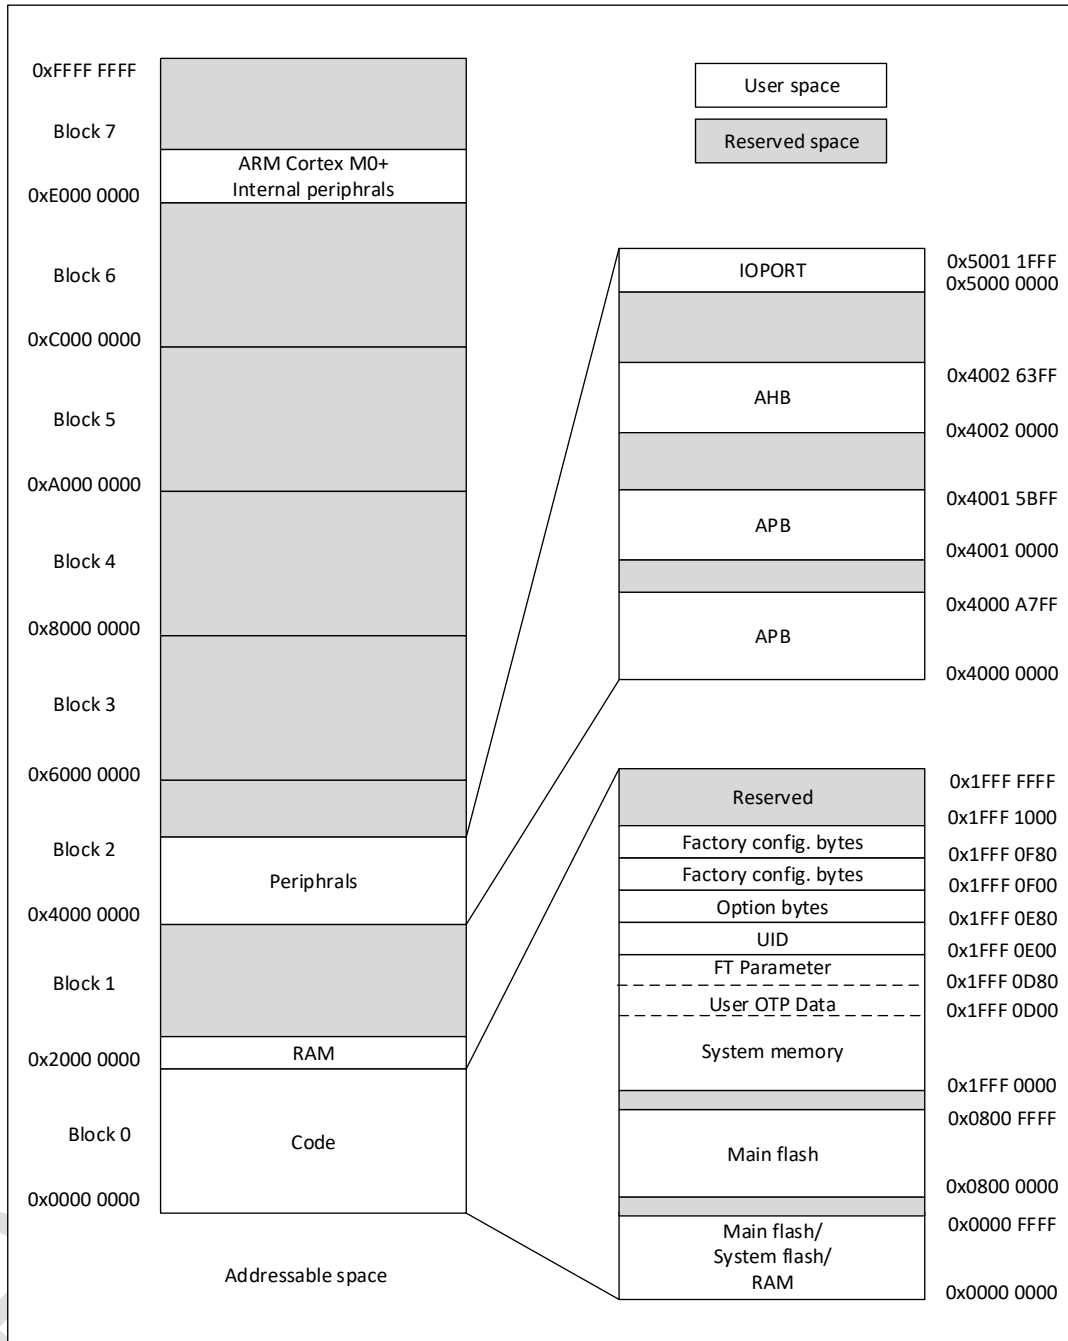 0xFFFF FFFF
Block 7
ARM Cortex M0+
Internal periphrals
0xE000 0000
Block 6
0xC000 0000
Block 5
0xA000 0000
Block 4
0x8000 0000
Block 3
0x6000 0000
Block 2
Periphrals
0x4000 0000
Block 1
RAM
0x2000 0000
Block 0
Code
0x0000 0000
Addressable space
User space
Reserved space
IOPORT
0x5001 1FFF
0x5000 0000
0x4002 63FF
AHB
0x4002 0000
0x4001 5BFF
APB
0x4001 0000
0x4000 A7FF
APB
0x4000 0000
0x1FFF FFFF
Reserved
0x1FFF 1000
Factory config. bytes
0x1FFF 0F80
Factory config. bytes
0x1FFF 0F00
Option bytes
0x1FFF 0E80
UID
0x1FFF 0E00
FT Parameter
0x1FFF 0D80
User OTP Data
0x1FFF 0D00
System memory
0x1FFF 0000
0x0800 FFFF
Main flash
0x0800 0000
0x0000 FFFF
Main flash/
System flash/
RAM
0x0000 0000